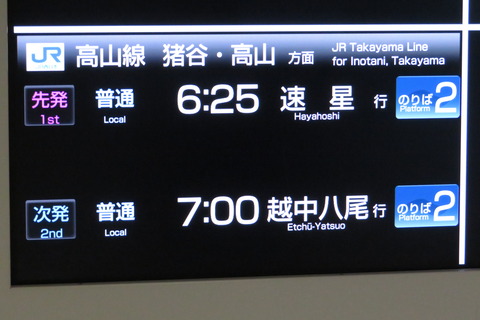 JR 高山線 猪谷・高山 方面 JR Takayama Line
for Inotani, Takayama
先発 普通 6:25 速星 行 のりば 2
1st Local Hayahoshi Platform
次発 普通 7:00 越中八尾 行 のりば 2
2nd Local Etchū-Yatsuo Platform